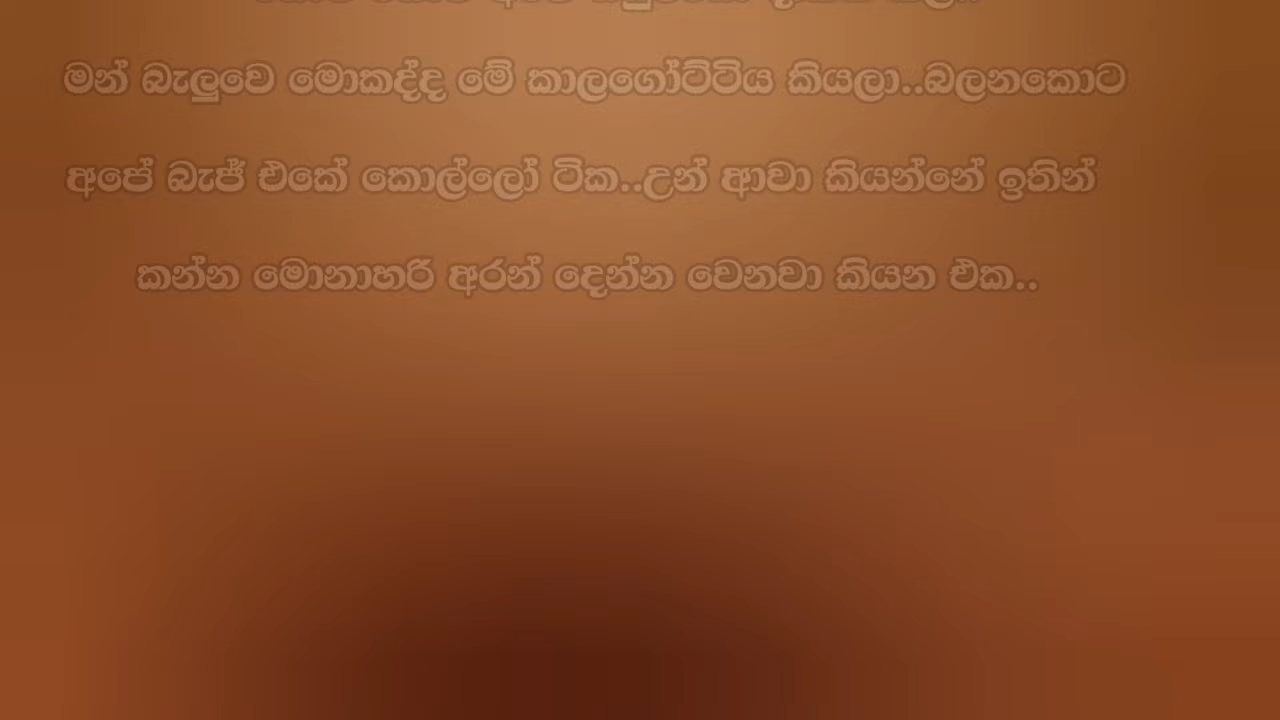 මන් බැලුවෙ මොකද්ද මේ කාලගෝට්ටිය කියලා..බලනකොට
අපේ බැජ් එකේ කොල්ලෝ ටික..උන් ආවා කියන්නේ ඉතින්
කන්න මොනාහරි අරන් දෙන්න වෙනවා කියන එක..